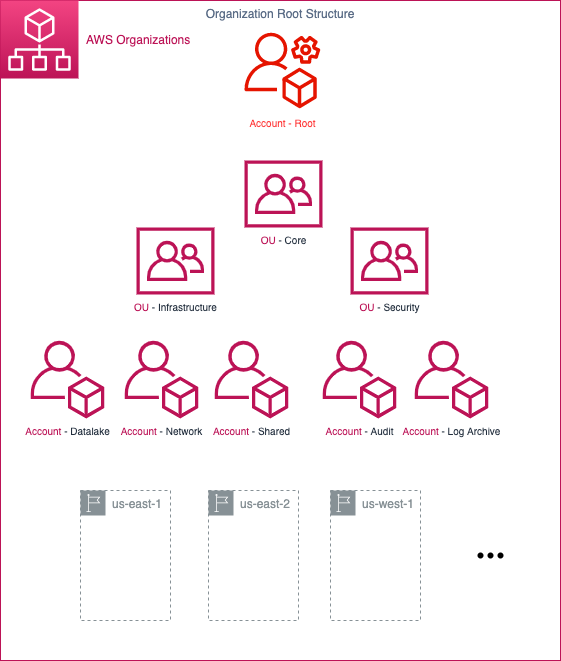 Organization Root Structure
AWS Organizations
Account - Root
OU - Core
OU - Infrastructure
OU - Security
Account - Datalake
Account - Network
Account - Shared
Account - Audit
Account - Log Archive
us-east-1
us-east-2
us-west-1